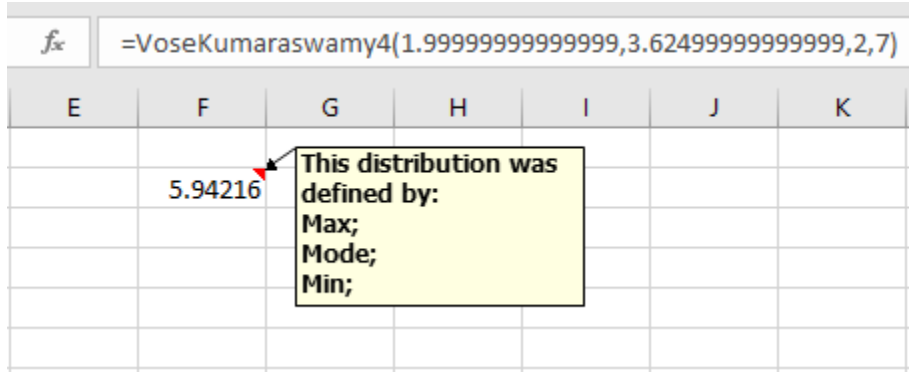 fx =VoseKumaraswamy4(1.99999999999999,3.62499999999999,2,7)
E F G H I J K
5.94216
This distribution was
defined by:
Max;
Mode;
Min;